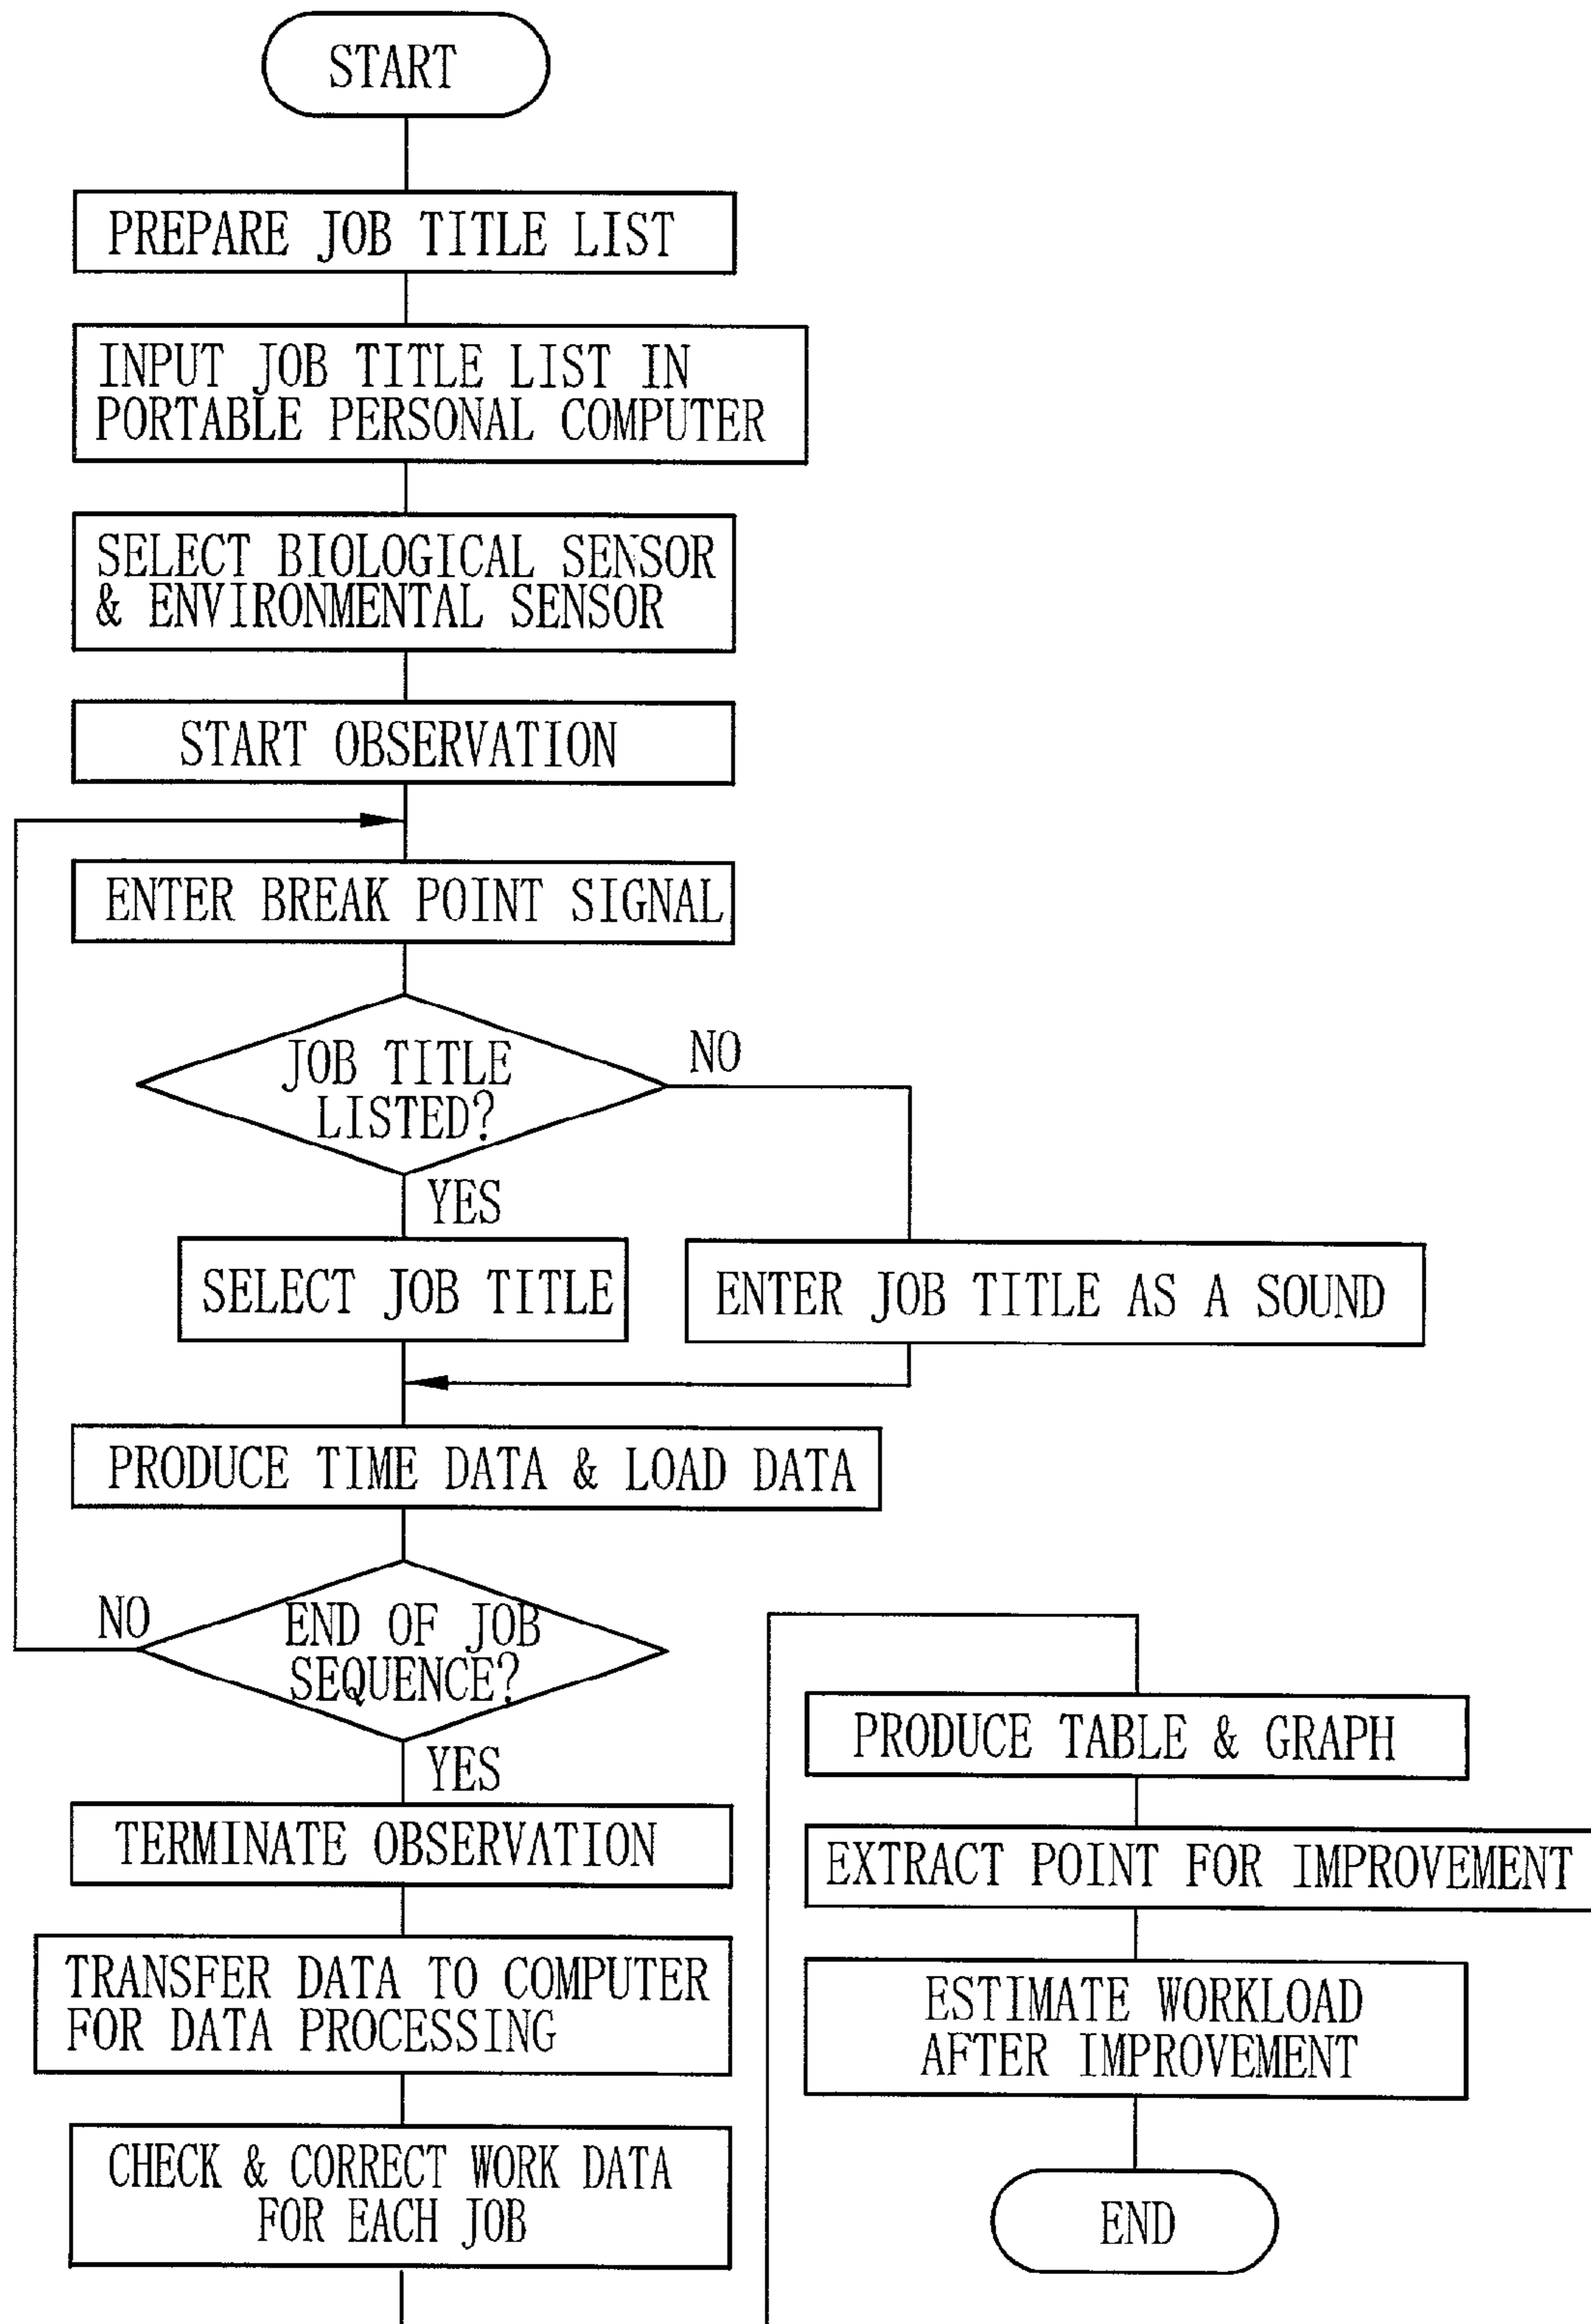 START
PREPARE JOB TITLE LIST
INPUT JOB TITLE LIST IN
PORTABLE PERSONAL COMPUTER
SELECT BIOLOGICAL SENSOR
& ENVIRONMENTAL SENSOR
START OBSERVATION
ENTER BREAK POINT SIGNAL
JOB TITLE
LISTED?
NO
YES
SELECT JOB TITLE
ENTER JOB TITLE AS A SOUND
PRODUCE TIME DATA & LOAD DATA
NO
END OF JOB
SEQUENCE?
YES
TERMINATE OBSERVATION
TRANSFER DATA TO COMPUTER
FOR DATA PROCESSING
CHECK & CORRECT WORK DATA
FOR EACH JOB
PRODUCE TABLE & GRAPH
EXTRACT POINT FOR IMPROVEMENT
ESTIMATE WORKLOAD
AFTER IMPROVEMENT
END